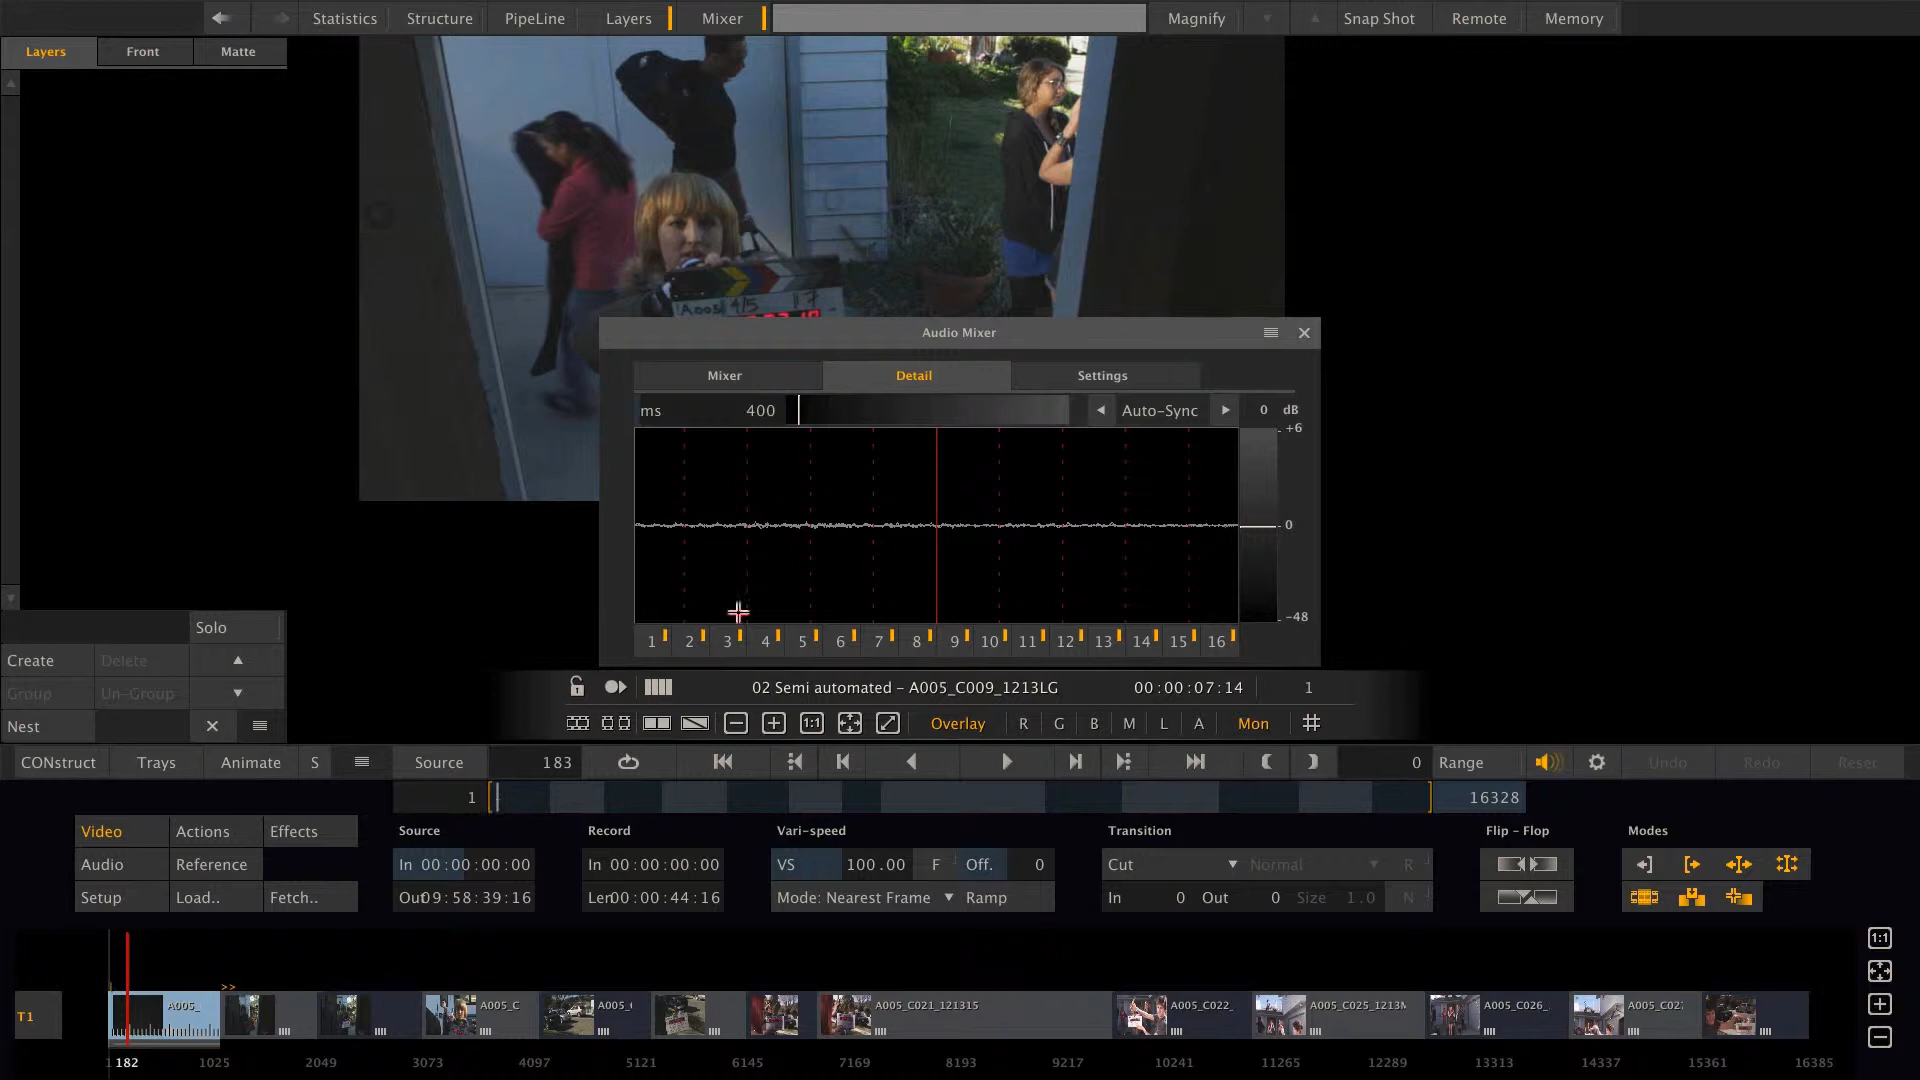 Statistics Structure PipeLine Layers Mixer Magnify Snap Shot Remote Memory
Layers Front Matte
Audio Mixer
Mixer Detail Settings
ms 400 Auto-Sync 0 dB
+6
0
-48
1 2 3 4 5 6 7 8 9 10 11 12 13 14 15 16
Solo
Create Delete
Group Un-Group
Nest
02 Semi automated - A005_C009_1213LG 00:00:07:14 1
1:1 Overlay R G B M L A Mon
CONstruct Trays Animate S Source 183 0 Range Undo Redo Reset
1 16328
Video Actions Effects Source Record Vari-speed Transition Flip - Flop Modes
Audio Reference In 00:00:00:00 In 00:00:00:00 VS 100.00 F Off. 0 Cut Normal R
Setup Load.. Fetch.. Out 09:58:39:16 Len 00:00:44:16 Mode: Nearest Frame Ramp In 0 Out 0 Size 1.0 N
1:1
>>
T1 A005_ A005_C A005_ A005_C021_121315 A005_C022_ A005_C025_1213M A005_C026_ A005_C02
1 182 1025 2049 3073 4097 5121 6145 7169 8193 9217 10241 11265 12289 13313 14337 15361 16385
A005 4/5